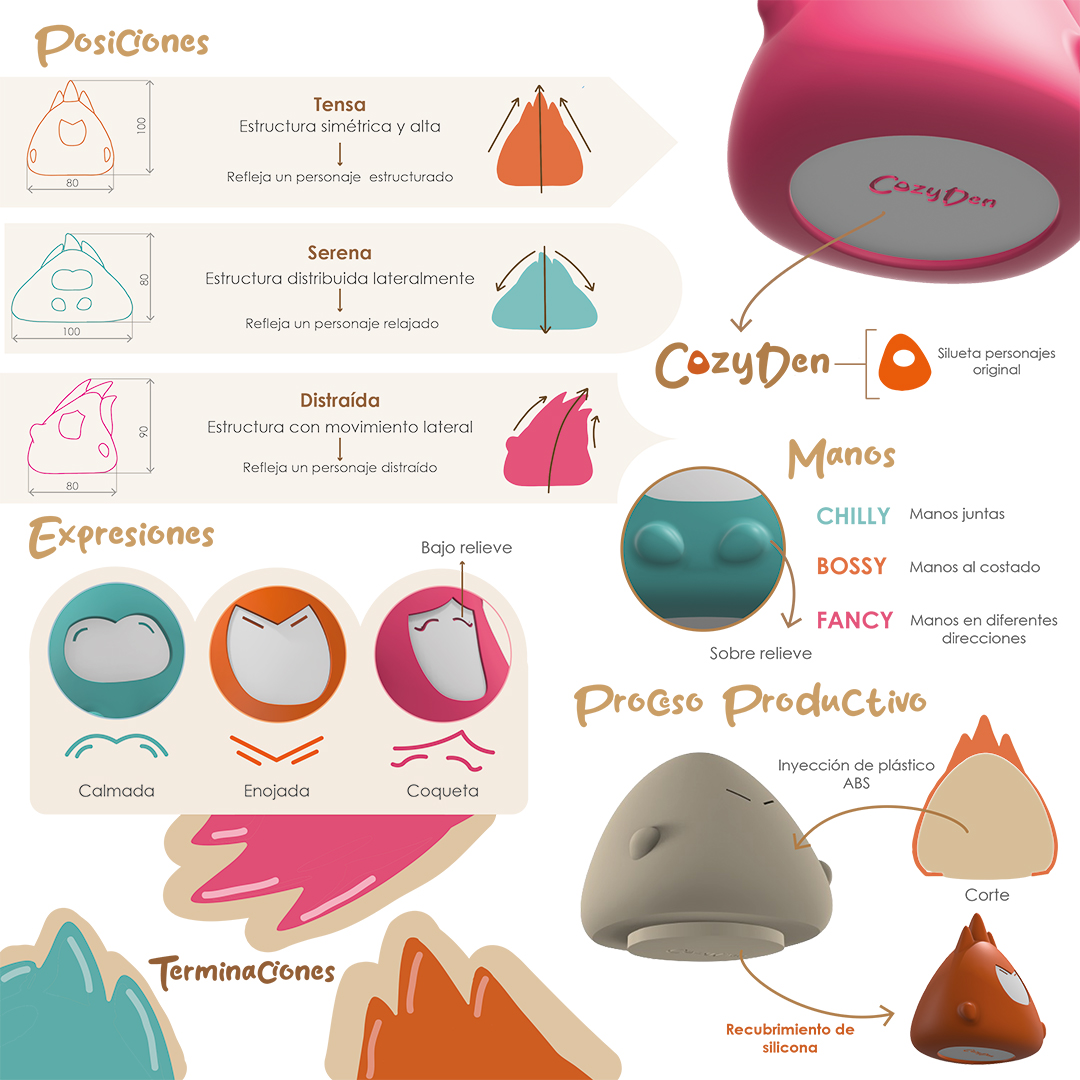 Posiciones
Tensa
Estructura simétrica y alta
Refleja un personaje estructurado
100
80
Serena
Estructura distribuida lateralmente
Refleja un personaje relajado
80
100
Distraída
Estructura con movimiento lateral
Refleja un personaje distraído
90
80
CozyDen
CozyDen
Silueta personajes
original
Manos
CHILLY Manos juntas
BOSSY Manos al costado
FANCY Manos en diferentes
direcciones
Sobre relieve
Expresiones
Bajo relieve
Calmada
Enojada
Coqueta
Proceso Productivo
Inyección de plástico
ABS
Corte
Recubrimiento de
silicona
CozyDen
Terminaciones